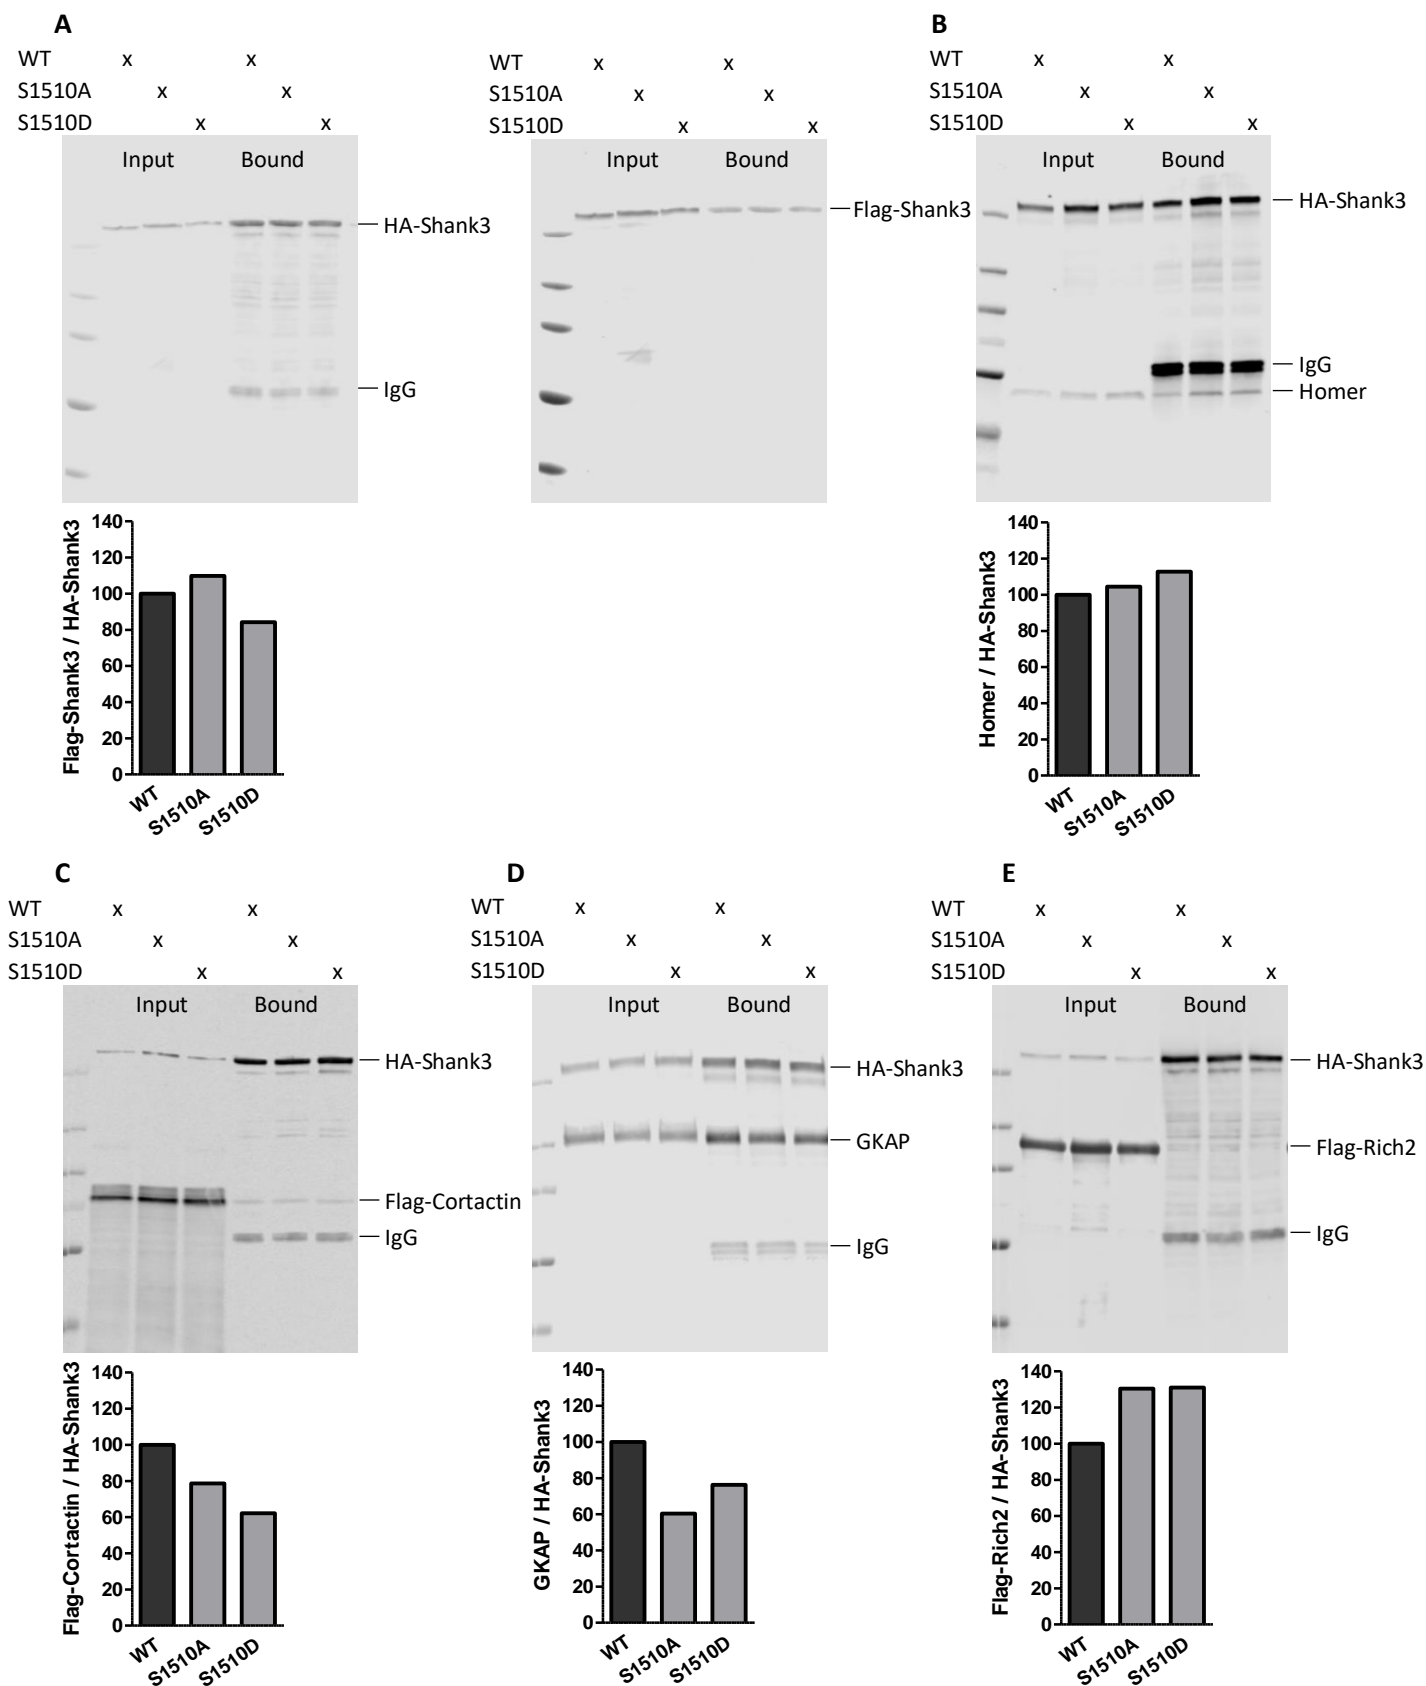 A
WT x x
S1510A x x
S1510D x x
Input Bound
HA-Shank3
IgG
140
120
100
80
60
40
20
0
Flag-Shank3 / HA-Shank3
WT
S1510A
S1510D
WT x x
S1510A x x
S1510D x x
Input Bound
Flag-Shank3
B
WT x x
S1510A x x
S1510D x x
Input Bound
HA-Shank3
IgG
Homer
140
120
100
80
60
40
20
0
Homer / HA-Shank3
WT
S1510A
S1510D
C
WT x x
S1510A x x
S1510D x x
Input Bound
HA-Shank3
Flag-Cortactin
IgG
140
120
100
80
60
40
20
0
Flag-Cortactin / HA-Shank3
WT
S1510A
S1510D
D
WT x x
S1510A x x
S1510D x x
Input Bound
HA-Shank3
GKAP
IgG
140
120
100
80
60
40
20
0
GKAP / HA-Shank3
WT
S1510A
S1510D
E
WT x x
S1510A x x
S1510D x x
Input Bound
HA-Shank3
Flag-Rich2
IgG
140
120
100
80
60
40
20
0
Flag-Rich2 / HA-Shank3
WT
S1510A
S1510D